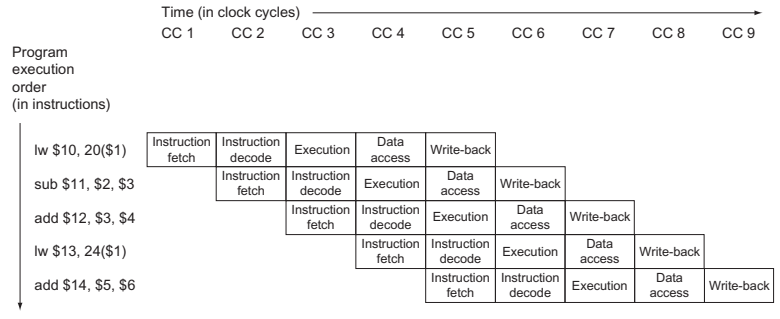 Time (in clock cycles)
CC 1 CC 2 CC 3 CC 4 CC 5 CC 6 CC 7 CC 8 CC 9
Program
execution
order
(in instructions)
lw $10, 20($1) Instruction fetch Instruction decode Execution Data access Write-back
sub $11, $2, $3 Instruction fetch Instruction decode Execution Data access Write-back
add $12, $3, $4 Instruction fetch Instruction decode Execution Data access Write-back
lw $13, 24($1) Instruction fetch Instruction decode Execution Data access Write-back
add $14, $5, $6 Instruction fetch Instruction decode Execution Data access Write-back